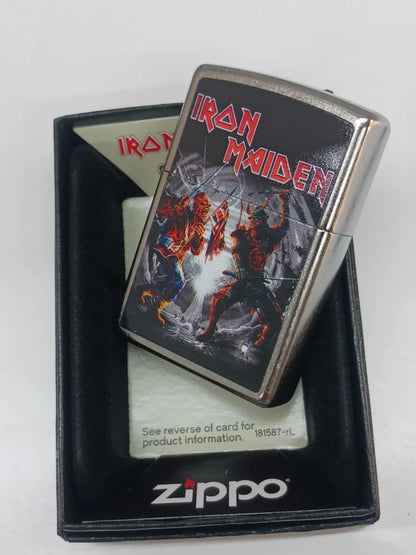 IRON
IRON
MAIDEN
See reverse of card for
product information. 181587-rL
zippo